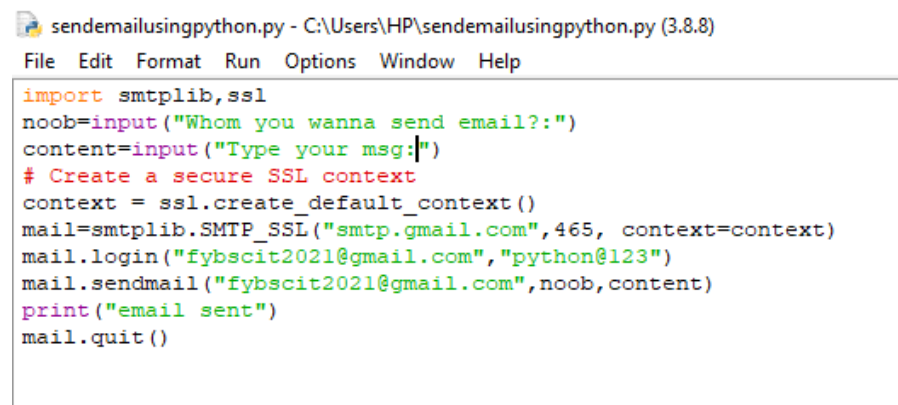 sendemailusingpython.py - C:\Users\HP\sendemailusingpython.py (3.8.8)
File Edit Format Run Options Window Help
import smtplib,ssl
noob=input("Whom you wanna send email?:")
content=input("Type your msg:")
# Create a secure SSL context
context = ssl.create_default_context()
mail=smtplib.SMTP_SSL("smtp.gmail.com",465, context=context)
mail.login("fybscit2021@gmail.com","python@123")
mail.sendmail("fybscit2021@gmail.com",noob,content)
print("email sent")
mail.quit()